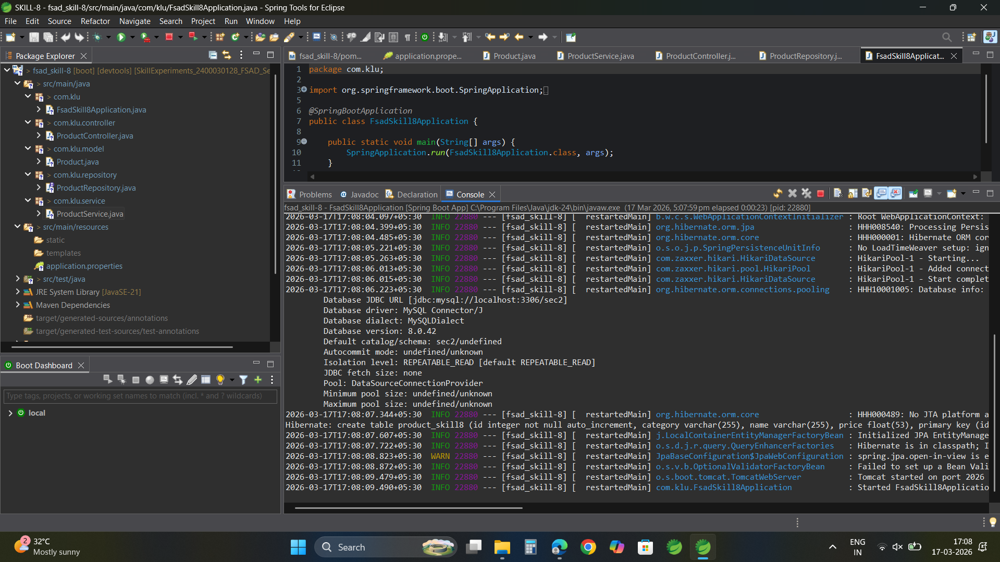 SKILL-8 - fsad_skill-8/src/main/java/com/klu/FsadSkill8Application.java - Spring Tools for Eclipse
File Edit Source Refactor Navigate Search Project Run Window Help
Package Explorer
> fsad_skill-8 [boot] [devtools] [SkillExperiments_2400030128_FSAD_Se
> src/main/java
> com.klu
FsadSkill8Application.java
> com.klu.controller
ProductController.java
> com.klu.model
Product.java
> com.klu.repository
ProductRepository.java
> com.klu.service
ProductService.java
> src/main/resources
static
templates
application.properties
> src/test/java
JRE System Library [JavaSE-21]
Maven Dependencies
target/generated-sources/annotations
target/generated-test-sources/test-annotations
Boot Dashboard
Type tags, projects, or working set names to match (incl. * and ? wildcards)
local
fsad_skill-8/pom... application.prope... Product.java ProductService.java ProductController.j... ProductRepository.j... FsadSkill8Applicat...
1 package com.klu;
2
3 import org.springframework.boot.SpringApplication;
5
6 @SpringBootApplication
7 public class FsadSkill8Application {
8
9 public static void main(String[] args) {
10 SpringApplication.run(FsadSkill8Application.class, args);
11 }
Problems Javadoc Declaration Console
fsad_skill-8 - FsadSkill8Application [Spring Boot App] C:\Program Files\Java\jdk-24\bin\javaw.exe (17 Mar 2026, 5:07:59 pm elapsed 0:00:23) [pid: 22880]
2026-03-17T17:08:04.097+05:30 INFO 22880 --- [fsad_skill-8] [ restartedMain] b.w.c.s.WebApplicationContextInitializer : Root WebApplicationContext:
2026-03-17T17:08:04.399+05:30 INFO 22880 --- [fsad_skill-8] [ restartedMain] org.hibernate.orm.jpa : HHH008540: Processing Persis
2026-03-17T17:08:04.485+05:30 INFO 22880 --- [fsad_skill-8] [ restartedMain] org.hibernate.orm.core : HHH000001: Hibernate ORM cor
2026-03-17T17:08:05.221+05:30 INFO 22880 --- [fsad_skill-8] [ restartedMain] o.s.o.j.p.SpringPersistenceUnitInfo : No LoadTimeWeaver setup: ign
2026-03-17T17:08:05.263+05:30 INFO 22880 --- [fsad_skill-8] [ restartedMain] com.zaxxer.hikari.HikariDataSource : HikariPool-1 - Starting...
2026-03-17T17:08:06.013+05:30 INFO 22880 --- [fsad_skill-8] [ restartedMain] com.zaxxer.hikari.pool.HikariPool : HikariPool-1 - Added connect
2026-03-17T17:08:06.015+05:30 INFO 22880 --- [fsad_skill-8] [ restartedMain] com.zaxxer.hikari.HikariDataSource : HikariPool-1 - Start complet
2026-03-17T17:08:06.223+05:30 INFO 22880 --- [fsad_skill-8] [ restartedMain] org.hibernate.orm.connections.pooling : HHH10001005: Database info:
Database JDBC URL [jdbc:mysql://localhost:3306/sec2]
Database driver: MySQL Connector/J
Database dialect: MySQLDialect
Database version: 8.0.42
Default catalog/schema: sec2/undefined
Autocommit mode: undefined/unknown
Isolation level: REPEATABLE_READ [default REPEATABLE_READ]
JDBC fetch size: none
Pool: DataSourceConnectionProvider
Minimum pool size: undefined/unknown
Maximum pool size: undefined/unknown
2026-03-17T17:08:07.344+05:30 INFO 22880 --- [fsad_skill-8] [ restartedMain] org.hibernate.orm.core : HHH000489: No JTA platform a
Hibernate: create table product_skill8 (id integer not null auto_increment, category varchar(255), name varchar(255), price float(53), primary key (id
2026-03-17T17:08:07.607+05:30 INFO 22880 --- [fsad_skill-8] [ restartedMain] j.LocalContainerEntityManagerFactoryBean : Initialized JPA EntityManage
2026-03-17T17:08:07.722+05:30 INFO 22880 --- [fsad_skill-8] [ restartedMain] o.s.d.j.r.query.QueryEnhancerFactories : Hibernate is in classpath; I
2026-03-17T17:08:08.823+05:30 WARN 22880 --- [fsad_skill-8] [ restartedMain] JpaBaseConfiguration$JpaWebConfiguration : spring.jpa.open-in-view is e
2026-03-17T17:08:08.872+05:30 INFO 22880 --- [fsad_skill-8] [ restartedMain] o.s.v.b.OptionalValidatorFactoryBean : Failed to set up a Bean Vali
2026-03-17T17:08:09.479+05:30 INFO 22880 --- [fsad_skill-8] [ restartedMain] o.s.boot.tomcat.TomcatWebServer : Tomcat started on port 2026
2026-03-17T17:08:09.490+05:30 INFO 22880 --- [fsad_skill-8] [ restartedMain] com.klu.FsadSkill8Application : Started FsadSkill8Applicatio
2
32°C
Mostly sunny
Search
ENG
IN
17:08
17-03-2026